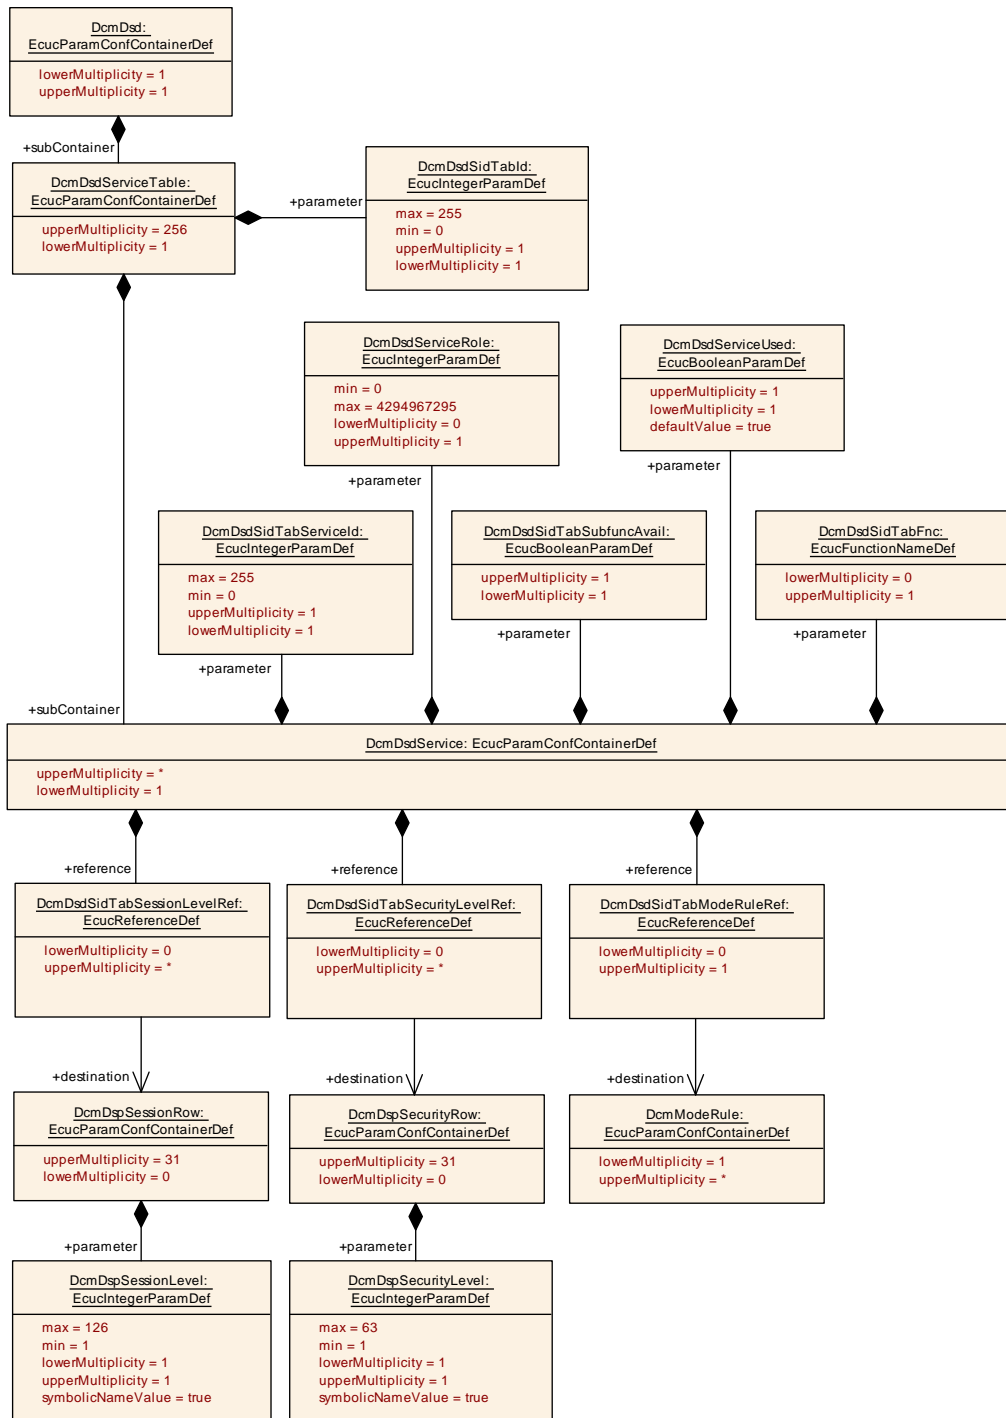 DcmDsd:
EcucParamConfContainerDef
lowerMultiplicity = 1
upperMultiplicity = 1
+subContainer
DcmDsdServiceTable:
EcucParamConfContainerDef
upperMultiplicity = 256
lowerMultiplicity = 1
+parameter
DcmDsdSidTabId:
EcucIntegerParamDef
max = 255
min = 0
upperMultiplicity = 1
lowerMultiplicity = 1
DcmDsdServiceRole:
EcucIntegerParamDef
min = 0
max = 4294967295
lowerMultiplicity = 0
upperMultiplicity = 1
+parameter
DcmDsdServiceUsed:
EcucBooleanParamDef
upperMultiplicity = 1
lowerMultiplicity = 1
defaultValue = true
+parameter
DcmDsdSidTabServiceId:
EcucIntegerParamDef
max = 255
min = 0
upperMultiplicity = 1
lowerMultiplicity = 1
+parameter
DcmDsdSidTabSubfuncAvail:
EcucBooleanParamDef
upperMultiplicity = 1
lowerMultiplicity = 1
+parameter
DcmDsdSidTabFnc:
EcucFunctionNameDef
lowerMultiplicity = 0
upperMultiplicity = 1
+parameter
+subContainer
DcmDsdService: EcucParamConfContainerDef
upperMultiplicity = *
lowerMultiplicity = 1
+reference
+reference
+reference
DcmDsdSidTabSessionLevelRef:
EcucReferenceDef
lowerMultiplicity = 0
upperMultiplicity = *
DcmDsdSidTabSecurityLevelRef:
EcucReferenceDef
lowerMultiplicity = 0
upperMultiplicity = *
DcmDsdSidTabModeRuleRef:
EcucReferenceDef
lowerMultiplicity = 0
upperMultiplicity = 1
+destination
+destination
+destination
DcmDspSessionRow:
EcucParamConfContainerDef
upperMultiplicity = 31
lowerMultiplicity = 0
DcmDspSecurityRow:
EcucParamConfContainerDef
upperMultiplicity = 31
lowerMultiplicity = 0
DcmModeRule:
EcucParamConfContainerDef
lowerMultiplicity = 1
upperMultiplicity = *
+parameter
+parameter
DcmDspSessionLevel:
EcucIntegerParamDef
max = 126
min = 1
lowerMultiplicity = 1
upperMultiplicity = 1
symbolicNameValue = true
DcmDspSecurityLevel:
EcucIntegerParamDef
max = 63
min = 1
lowerMultiplicity = 1
upperMultiplicity = 1
symbolicNameValue = true